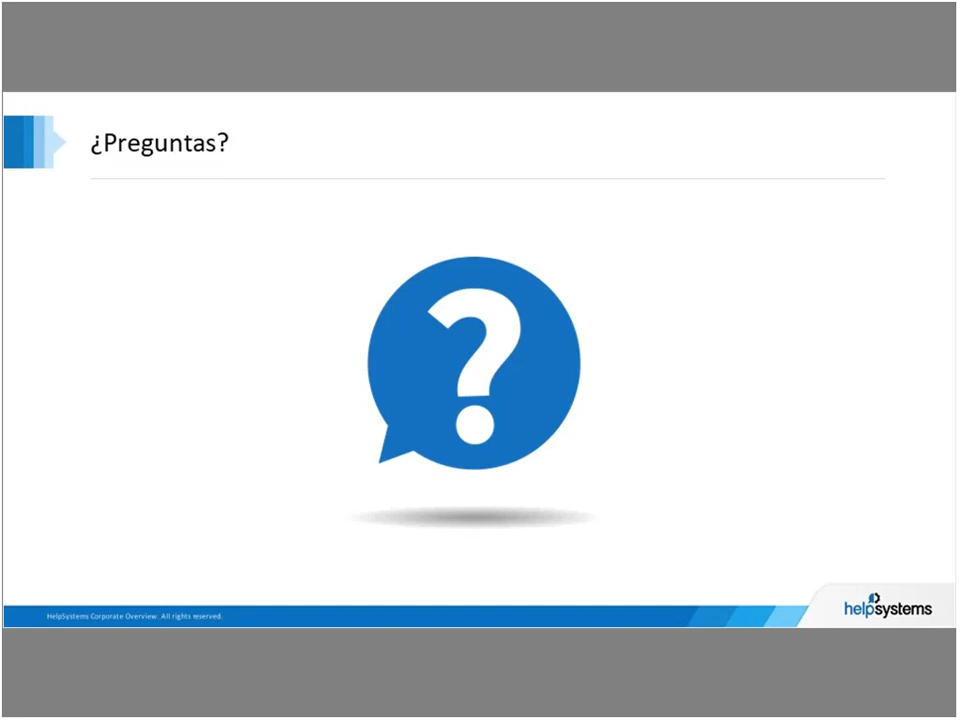 ¿Preguntas?
?
HelpSystems Corporate Overview. All rights reserved.
helpsystems